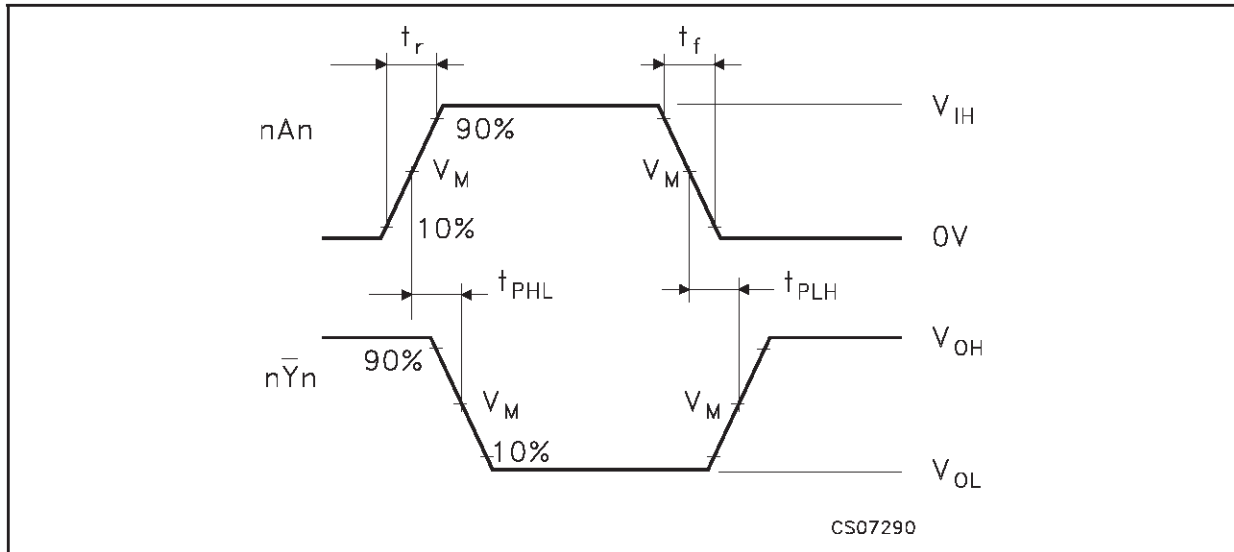 tr tf
nAn 90% VIH
VM VM
10% 0V
tPHL tPLH
90% VOH
nȲn
VM VM
10% VOL
CS07290